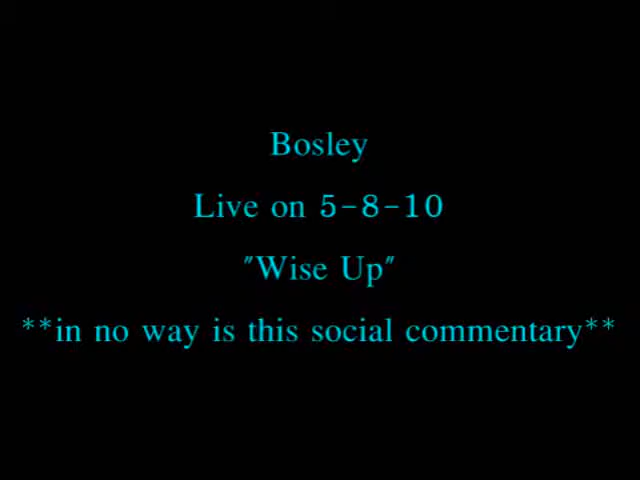 Bosley
Live on 5-8-10
"Wise Up"
**in no way is this social commentary**